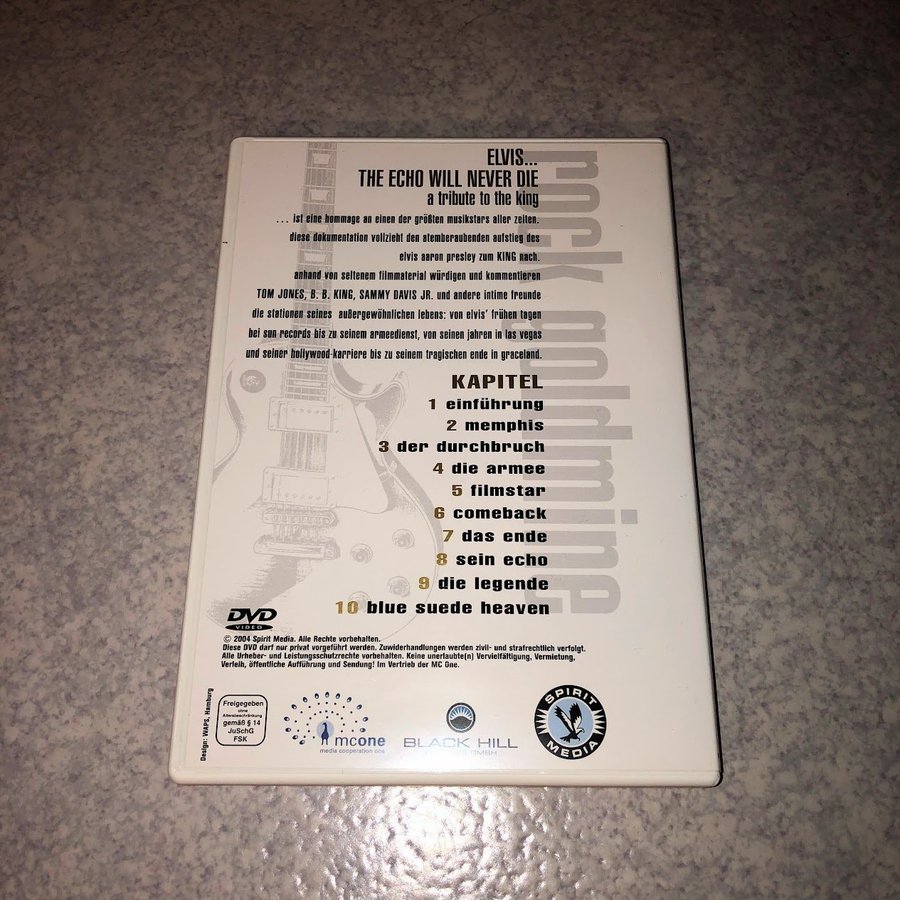 ELVIS...
THE ECHO WILL NEVER DIE
a tribute to the king
... ist eine hommage an einen der größten musikstars aller zeiten.
diese dokumentation vollzieht den atemberaubenden aufstieg des
elvis aaron presley zum KING nach.
anhand von seltenem filmmaterial würdigen und kommentieren
TOM JONES, B. B. KING, SAMMY DAVIS JR. und andere intime freunde
die stationen seines außergewöhnlichen lebens: von elvis' frühen tagen
bei sun records bis zu seinem armeedienst, von seinen jahren in las vegas
und seiner hollywood-karriere bis zu seinem tragischen ende in graceland.
rock goldmine
KAPITEL
1 einführung
2 memphis
3 der durchbruch
4 die armee
5 filmstar
6 comeback
7 das ende
8 sein echo
9 die legende
10 blue suede heaven
DVD
VIDEO
© 2004 Spirit Media. Alle Rechte vorbehalten.
Diese DVD darf nur privat vorgeführt werden. Zuwiderhandlungen werden zivil- und strafrechtlich verfolgt.
Alle Urheber- und Leistungsschutzrechte vorbehalten. Keine unerlaubte(n) Vervielfältigung, Vermietung,
Verleih, öffentliche Aufführung und Sendung! Im Vertrieb der MC One.
Design: WAPS, Hamburg
Freigegeben
ohne
Altersbeschränkung
gemäß § 14
JuSchG
FSK
mcone
media cooperation one
BLACK HILL
GMBH
SPIRIT
MEDIA